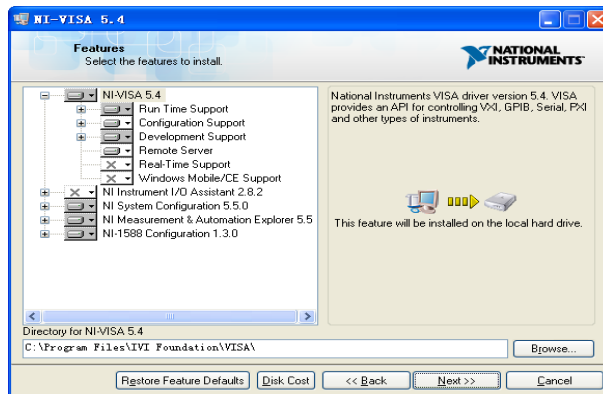 NI-VISA 5.4
Features
Select the features to install.
NATIONAL
INSTRUMENTS
NI-VISA 5.4
Run Time Support
Configuration Support
Development Support
Remote Server
Real-Time Support
Windows Mobile/CE Support
NI Instrument I/O Assistant 2.8.2
NI System Configuration 5.5.0
NI Measurement & Automation Explorer 5.5
NI-1588 Configuration 1.3.0
National Instruments VISA driver version 5.4. VISA
provides an API for controlling VXI, GPIB, Serial, PXI
and other types of instruments.
This feature will be installed on the local hard drive.
Directory for NI-VISA 5.4
C:\Program Files\IVI Foundation\VISA\
Browse...
Restore Feature Defaults
Disk Cost
<< Back
Next >>
Cancel